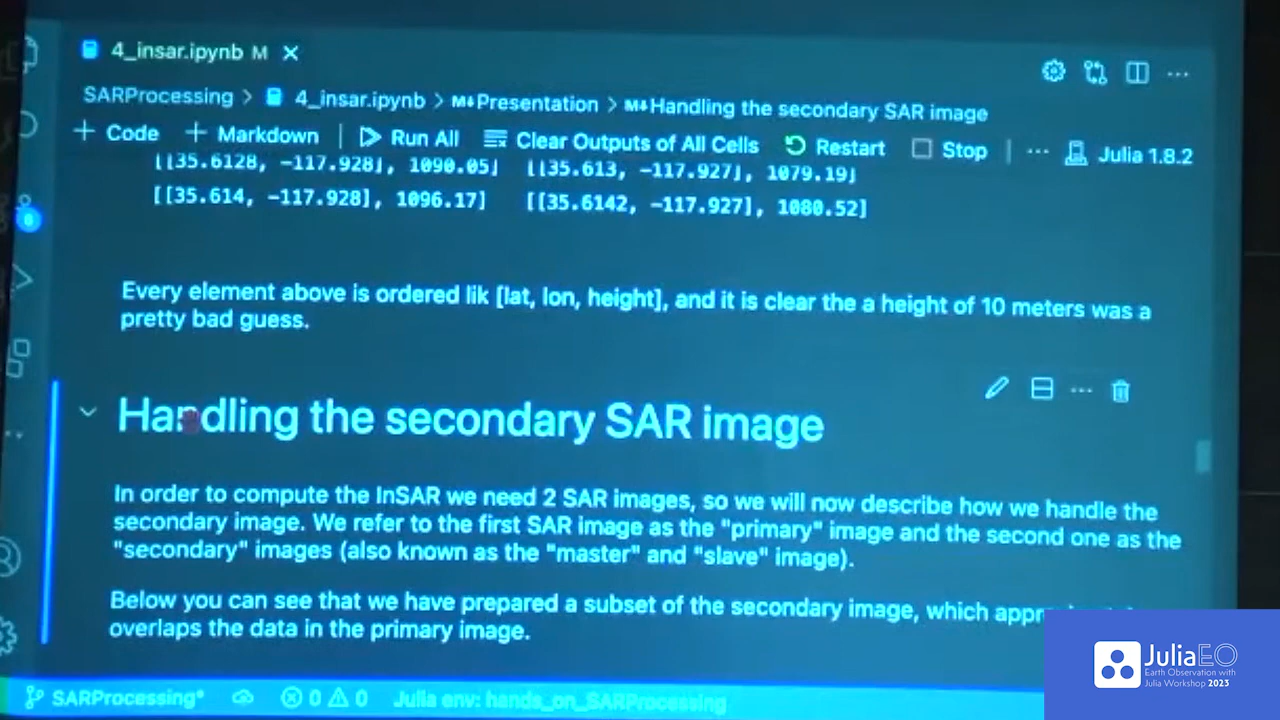 4_insar.ipynb M ×
SARProcessing > 4_insar.ipynb > M↓Presentation > M↓Handling the secondary SAR image
+ Code + Markdown | Run All Clear Outputs of All Cells Restart Stop | ... Julia 1.8.2
[[35.6128, -117.928], 1090.05] [[35.613, -117.927], 1079.19]
[[35.614, -117.928], 1096.17] [[35.6142, -117.927], 1080.52]
Every element above is ordered lik [lat, lon, height], and it is clear the a height of 10 meters was a
pretty bad guess.
Handling the secondary SAR image
In order to compute the InSAR we need 2 SAR images, so we will now describe how we handle the
secondary image. We refer to the first SAR image as the "primary" image and the second one as the
"secondary" images (also known as the "master" and "slave" image).
Below you can see that we have prepared a subset of the secondary image, which
overlaps the data in the primary image.
SARProcessing* 0 0 Julia env: hands_on_SARProcessing
6
JuliaEO
Earth Observation with
Julia Workshop 2023